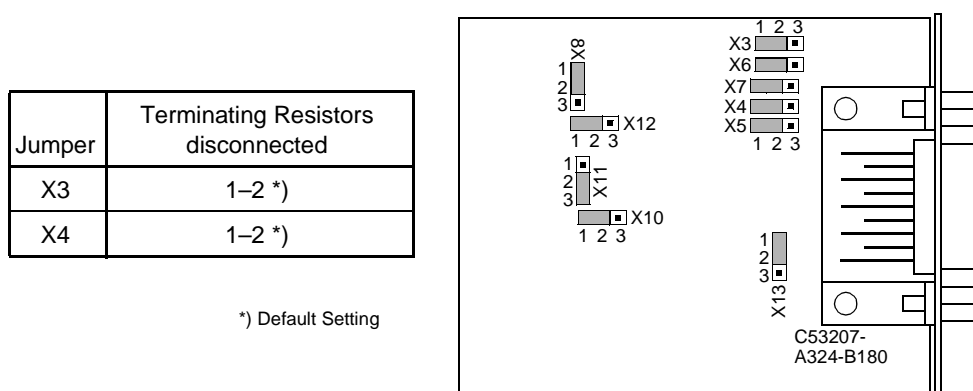 Jumper
Terminating Resistors
disconnected
X3
1–2 *)
X4
1–2 *)
*) Default Setting
X8
1
2
3
X12
1 2 3
1
2
3
X11
X10
1 2 3
1 2 3
X3
X6
X7
X4
X5
1 2 3
1
2
3
X13
C53207-
A324-B180